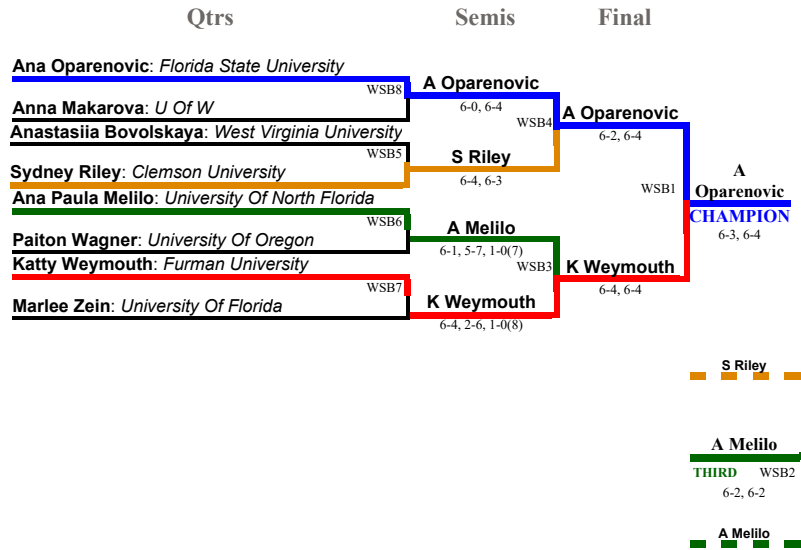 Qtrs Semis Final
Ana Oparenovic: Florida State University
WSB8
A Oparenovic
6-0, 6-4
Anna Makarova: U Of W
WSB4
A Oparenovic
6-2, 6-4
Anastasiia Bovolskaya: West Virginia University
WSB5
S Riley
6-4, 6-3
Sydney Riley: Clemson University
WSB1
A
Oparenovic
CHAMPION
6-3, 6-4
Ana Paula Melilo: University Of North Florida
WSB6
A Melilo
6-1, 5-7, 1-0(7)
Paiton Wagner: University Of Oregon
WSB3
K Weymouth
6-4, 6-4
Katty Weymouth: Furman University
WSB7
K Weymouth
6-4, 2-6, 1-0(8)
Marlee Zein: University Of Florida
S Riley
A Melilo
THIRD WSB2
6-2, 6-2
A Melilo